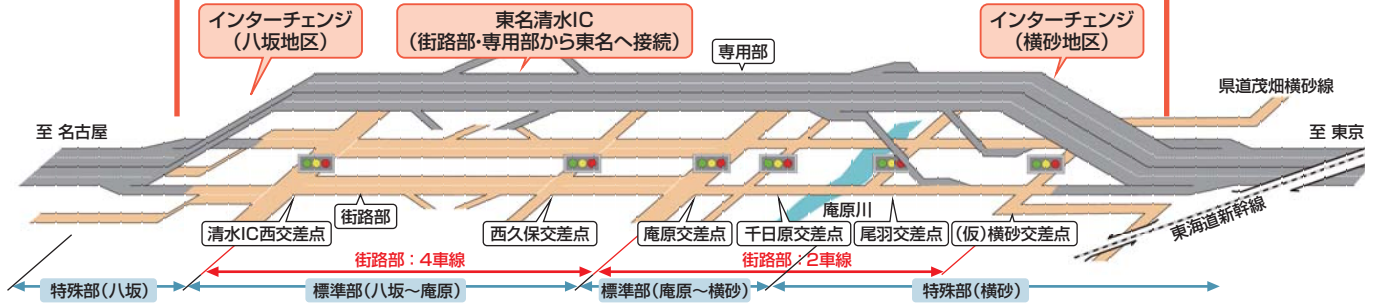 インターチェンジ
(八坂地区)
東名清水IC
(街路部・専用部から東名へ接続)
インターチェンジ
(横砂地区)
専用部
県道茂畑横砂線
至 名古屋
至 東京
街路部
庵原川
東海道新幹線
清水IC西交差点
西久保交差点
庵原交差点
千日原交差点
尾羽交差点
(仮)横砂交差点
街路部:4車線
街路部:2車線
特殊部(八坂)
標準部(八坂~庵原)
標準部(庵原~横砂)
特殊部(横砂)